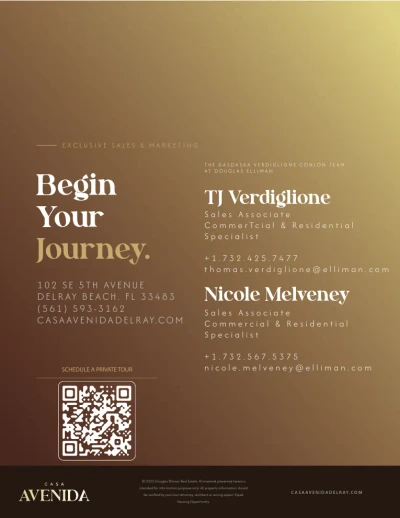 EXCLUSIVE SALES & MARKETING
Begin
Your
Journey.
102 SE 5TH AVENUE
DELRAY BEACH, FL 33483
(561) 593-3162
CASAAVENIDADELRAY.COM
SCHEDULE A PRIVATE TOUR
THE GASDASKA VERDIGLIONE CONLON TEAM
AT DOUGLAS ELLIMAN
TJ Verdiglione
Sales Associate
CommerTcial & Residential
Specialist
+1.732.425.7477
thomas.verdiglione@elliman.com
Nicole Melveney
Sales Associate
Commercial & Residential
Specialist
+1.732.567.5375
nicole.melveney@elliman.com
CASA
AVENIDA
Housing Opportunity.
CASAAVENIDADELRAY.COM